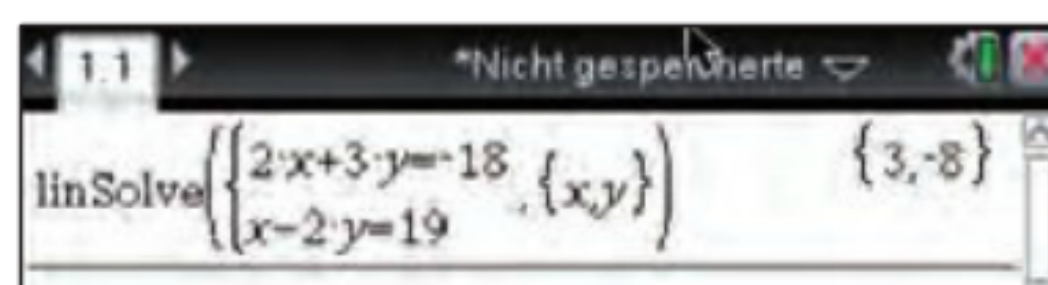 1.1 *Nicht gespeicherte
linSolve({2·x+3·y=-18
x-2·y=19 ,{x,y}) {3,-8}